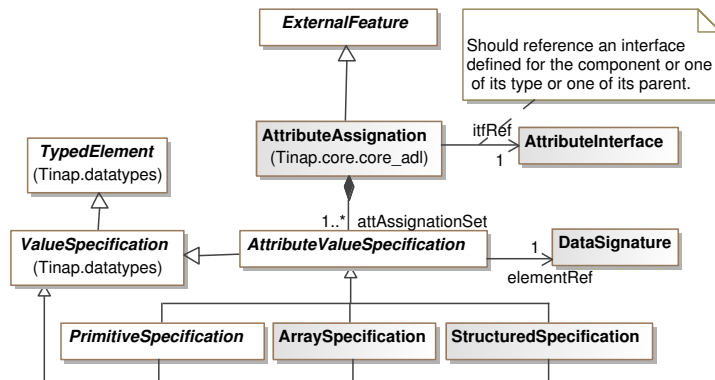 ExternalFeature
Should reference an interface
defined for the component or one
of its type or one of its parent.
AttributeAssignation
(Tinap.core.core_adl)
itfRef
1
AttributeInterface
TypedElement
(Tinap.datatypes)
1..* attAssignationSet
ValueSpecification
(Tinap.datatypes)
AttributeValueSpecification
1
DataSignature
elementRef
PrimitiveSpecification
ArraySpecification
StructuredSpecification